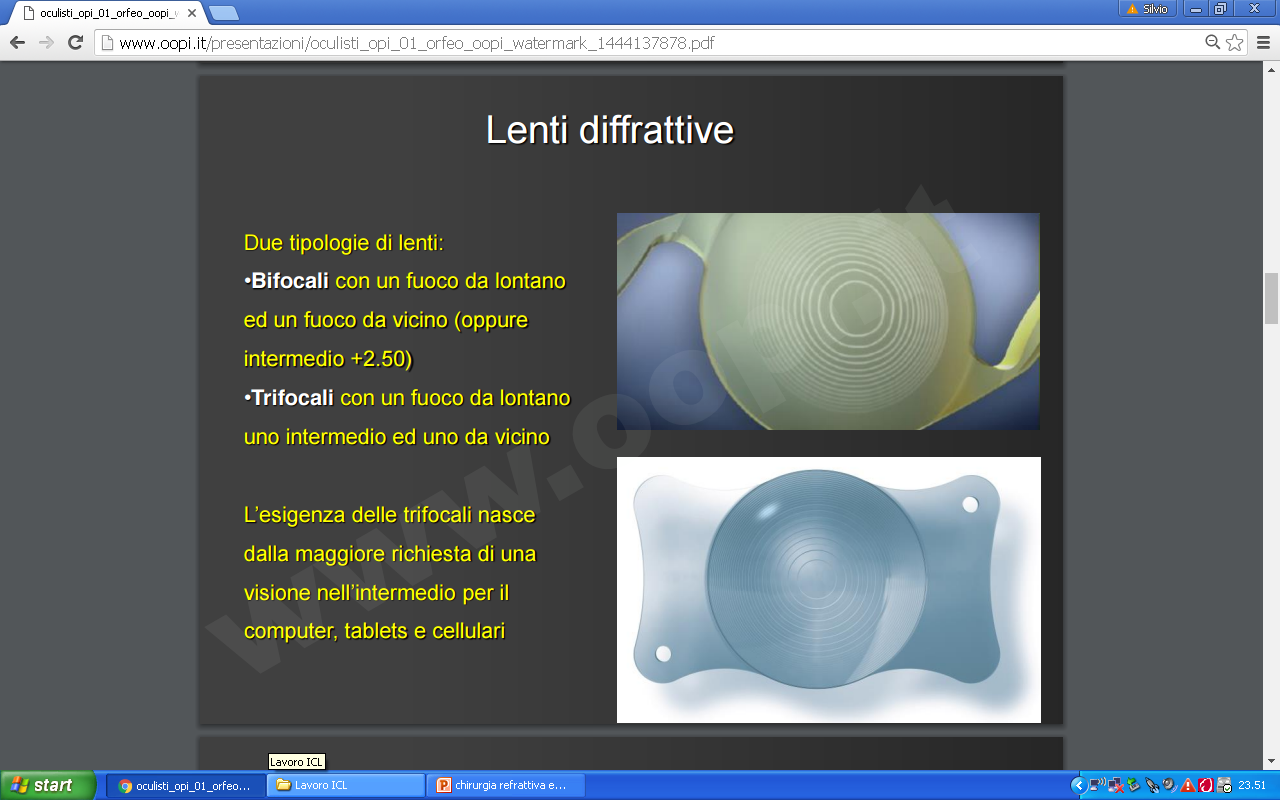 oculisti_opi_01_orfeo_oopi_w
Silvio
www.oopi.it/presentazioni/oculisti_opi_01_orfeo_oopi_watermark_1444137878.pdf
Lenti diffrattive
Due tipologie di lenti:
•Bifocali con un fuoco da lontano
ed un fuoco da vicino (oppure
intermedio +2.50)
•Trifocali con un fuoco da lontano
uno intermedio ed uno da vicino
L'esigenza delle trifocali nasce
dalla maggiore richiesta di una
visione nell'intermedio per il
computer, tablets e cellulari
www.oopi.it
Lavoro ICL
start
oculisti_opi_01_orfeo...
Lavoro ICL
chirurgia refrattiva e...
23.51